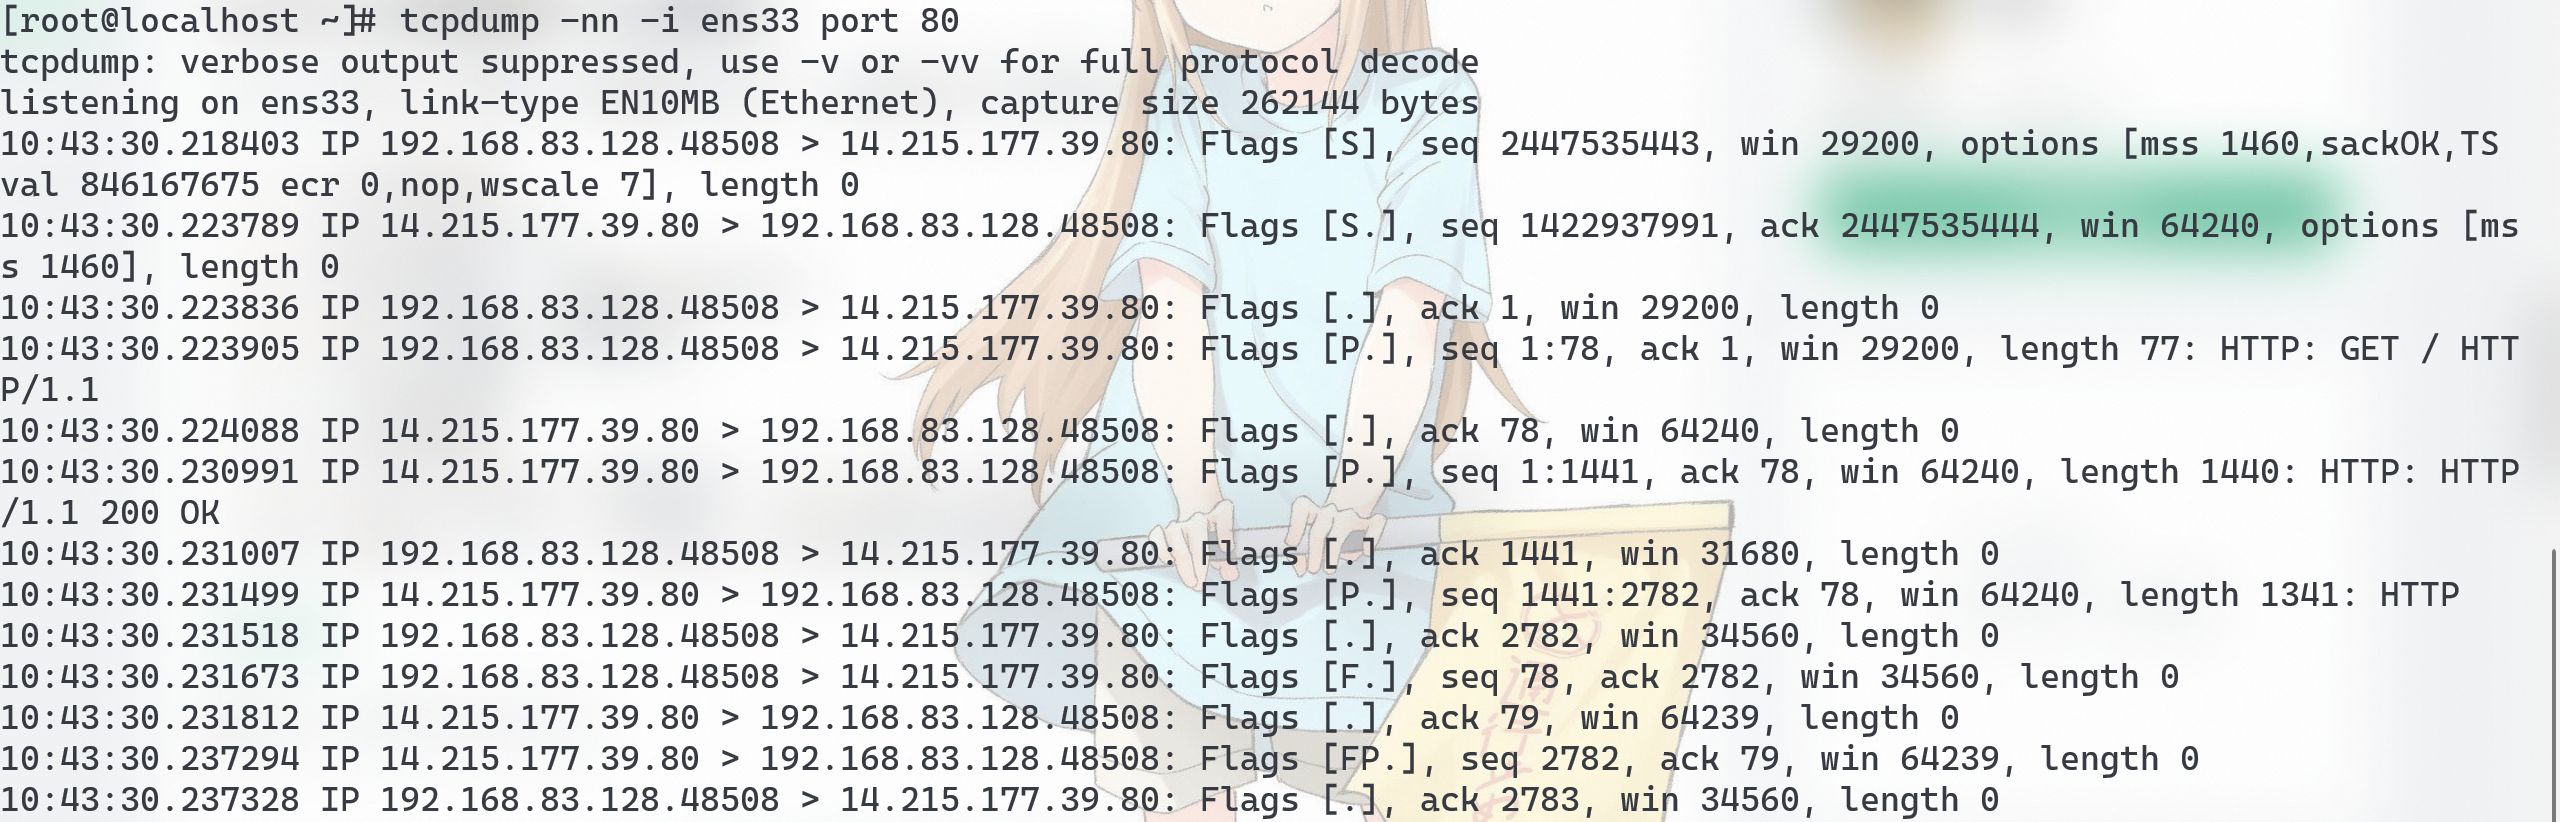 [root@localhost ~]# tcpdump -nn -i ens33 port 80
tcpdump: verbose output suppressed, use -v or -vv for full protocol decode
listening on ens33, link-type EN10MB (Ethernet), capture size 262144 bytes
10:43:30.218403 IP 192.168.83.128.48508 > 14.215.177.39.80: Flags [S], seq 2447535443, win 29200, options [mss 1460,sackOK,TS
val 846167675 ecr 0,nop,wscale 7], length 0
10:43:30.223789 IP 14.215.177.39.80 > 192.168.83.128.48508: Flags [S.], seq 1422937991, ack 2447535444, win 64240, options [ms
s 1460], length 0
10:43:30.223836 IP 192.168.83.128.48508 > 14.215.177.39.80: Flags [.], ack 1, win 29200, length 0
10:43:30.223905 IP 192.168.83.128.48508 > 14.215.177.39.80: Flags [P.], seq 1:78, ack 1, win 29200, length 77: HTTP: GET / HTT
P/1.1
10:43:30.224088 IP 14.215.177.39.80 > 192.168.83.128.48508: Flags [.], ack 78, win 64240, length 0
10:43:30.230991 IP 14.215.177.39.80 > 192.168.83.128.48508: Flags [P.], seq 1:1441, ack 78, win 64240, length 1440: HTTP: HTTP
/1.1 200 OK
10:43:30.231007 IP 192.168.83.128.48508 > 14.215.177.39.80: Flags [.], ack 1441, win 31680, length 0
10:43:30.231499 IP 14.215.177.39.80 > 192.168.83.128.48508: Flags [P.], seq 1441:2782, ack 78, win 64240, length 1341: HTTP
10:43:30.231518 IP 192.168.83.128.48508 > 14.215.177.39.80: Flags [.], ack 2782, win 34560, length 0
10:43:30.231673 IP 192.168.83.128.48508 > 14.215.177.39.80: Flags [F.], seq 78, ack 2782, win 34560, length 0
10:43:30.231812 IP 14.215.177.39.80 > 192.168.83.128.48508: Flags [.], ack 79, win 64239, length 0
10:43:30.237294 IP 14.215.177.39.80 > 192.168.83.128.48508: Flags [FP.], seq 2782, ack 79, win 64239, length 0
10:43:30.237328 IP 192.168.83.128.48508 > 14.215.177.39.80: Flags [.], ack 2783, win 34560, length 0